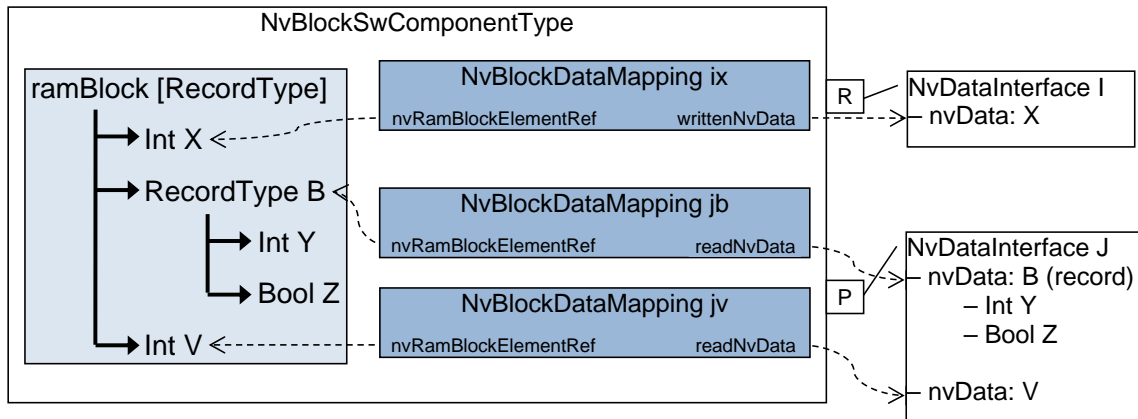 NvBlockSwComponentType
ramBlock [RecordType]
Int X
RecordType B
Int Y
Bool Z
Int V
NvBlockDataMapping ix
nvRamBlockElementRef writtenNvData
NvBlockDataMapping jb
nvRamBlockElementRef readNvData
NvBlockDataMapping jv
nvRamBlockElementRef readNvData
R
P
NvDataInterface I
– nvData: X
NvDataInterface J
– nvData: B (record)
– Int Y
– Bool Z
– nvData: V